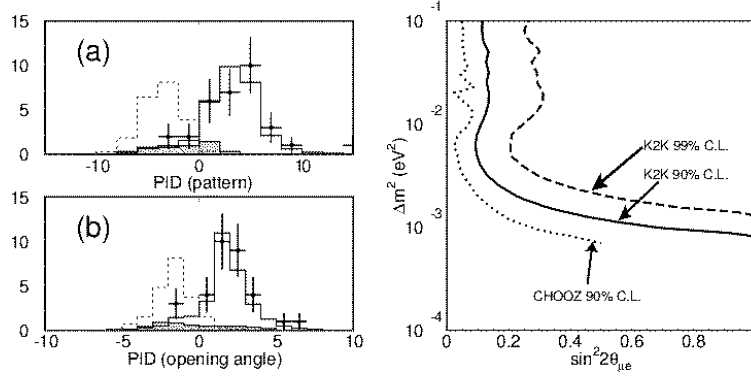 (a)
15
10
5
0
-10 0 10
PID (pattern)
(b)
15
10
5
0
-10 -5 0 5 10
PID (opening angle)
10 -1
10 -2
10 -3
10 -4
Δm² (eV²)
K2K 99% C.L.
K2K 90% C.L.
CHOOZ 90% C.L.
0 0.2 0.4 0.6 0.8 1
sin²2θμe